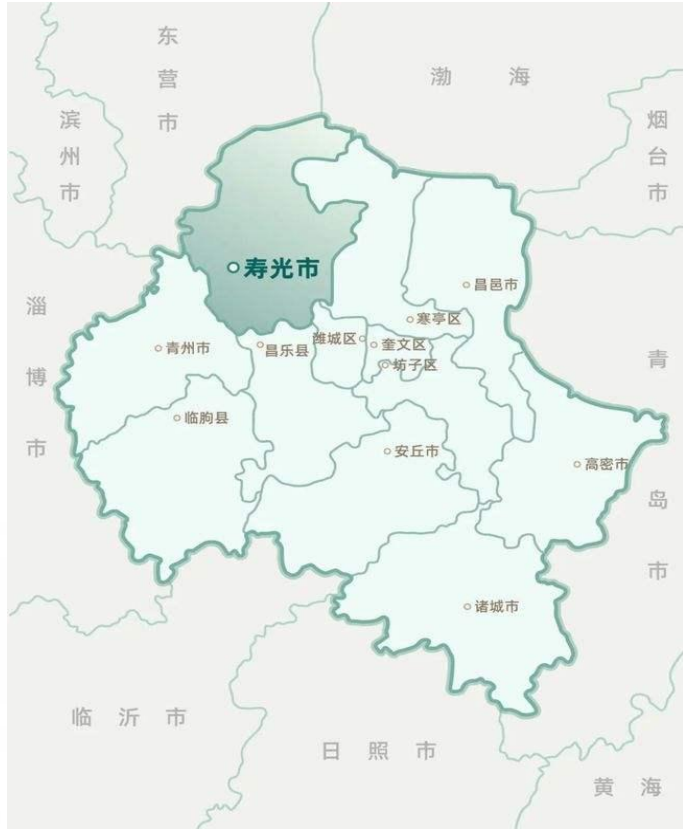 东营市
渤海
滨州市
烟台市
寿光市
昌邑市
淄博市
寒亭区
潍城区
奎文区
青州市
昌乐县
坊子区
青岛市
临朐县
安丘市
高密市
诸城市
临沂市
日照市
黄海